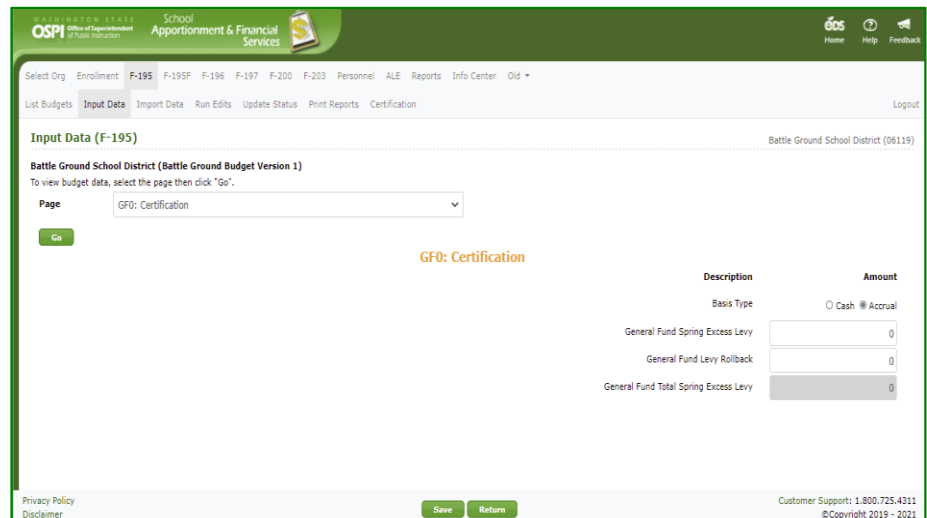 WASHINGTON STATE
OSPI Office of Superintendent of Public Instruction
School
Apportionment & Financial
Services
EDS
Home Help Feedback
Select Org Enrollment F-195 F-195F F-196 F-197 F-200 F-203 Personnel ALE Reports Info Center Old
List Budgets Input Data Import Data Run Edits Update Status Print Reports Certification Logout
Input Data (F-195) Battle Ground School District (06119)
Battle Ground School District (Battle Ground Budget Version 1)
To view budget data, select the page then click "Go".
Page GF0: Certification
Go
GF0: Certification
Description Amount
Basis Type Cash Accrual
General Fund Spring Excess Levy 0
General Fund Levy Rollback 0
General Fund Total Spring Excess Levy 0
Privacy Policy Customer Support: 1.800.725.4311
Save Return
Disclaimer ©Copyright 2019 - 2021